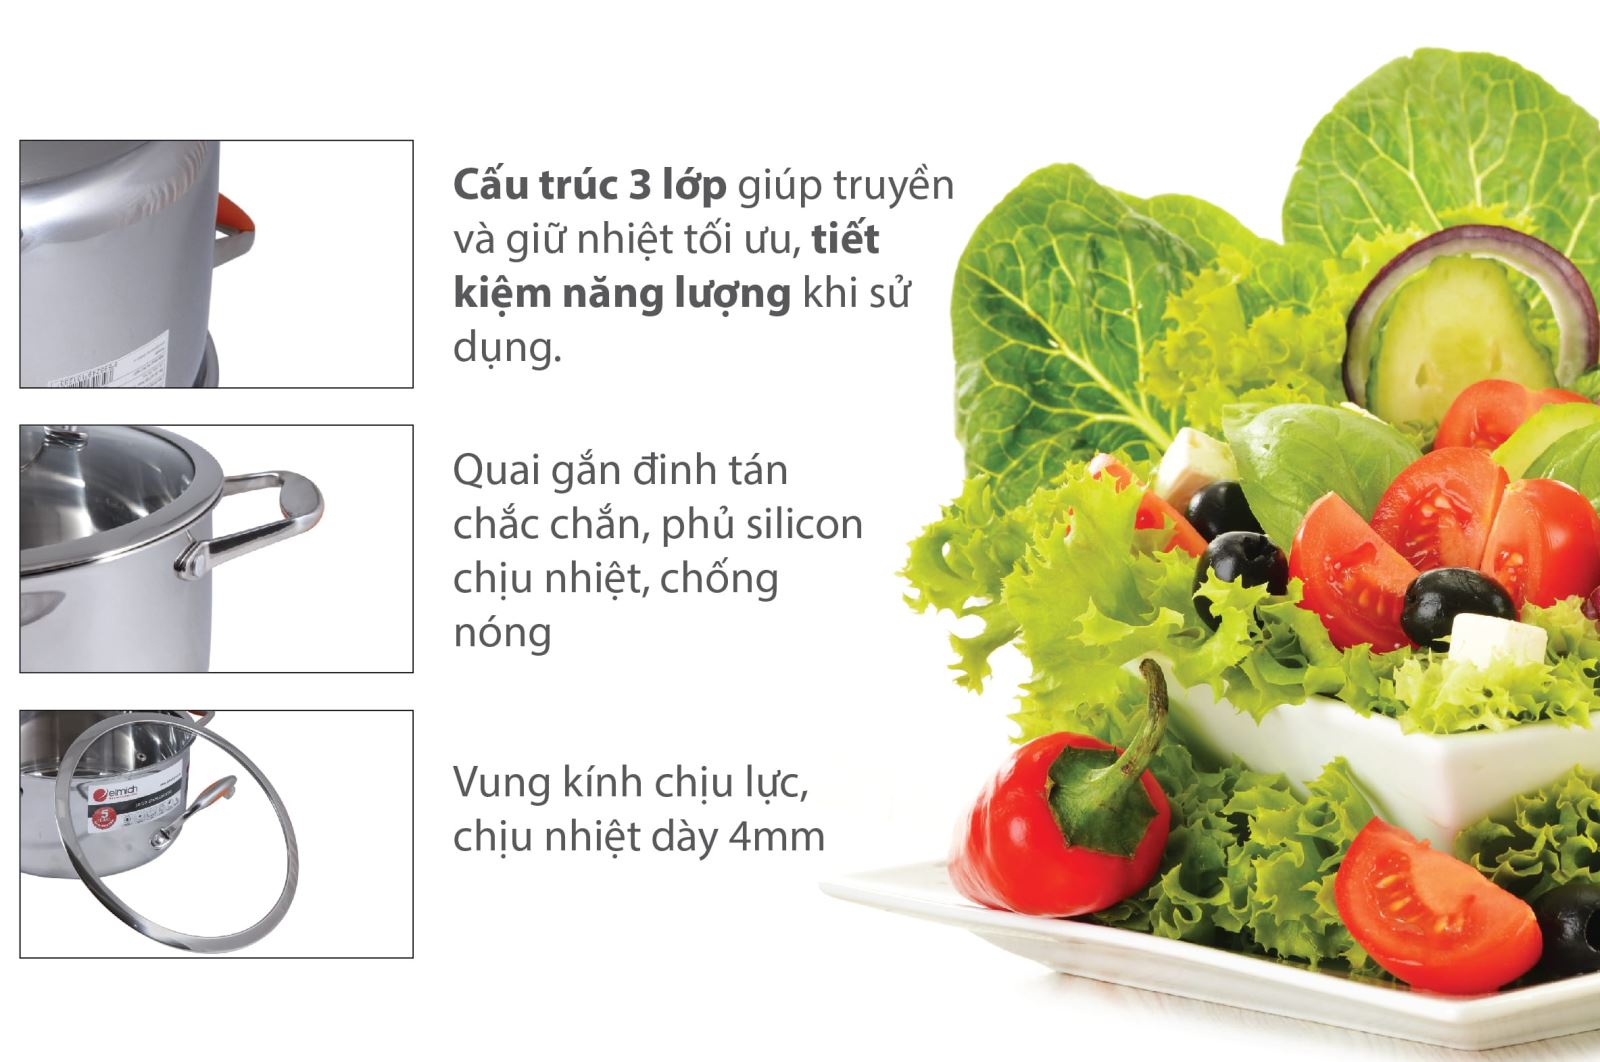 Cấu trúc 3 lớp giúp truyền
và giữ nhiệt tối ưu, tiết
kiệm năng lượng khi sử
dụng.
Quai gắn đinh tán
chắc chắn, phủ silicon
chịu nhiệt, chống
nóng
elmich
5
Vung kính chịu lực,
chịu nhiệt dày 4mm